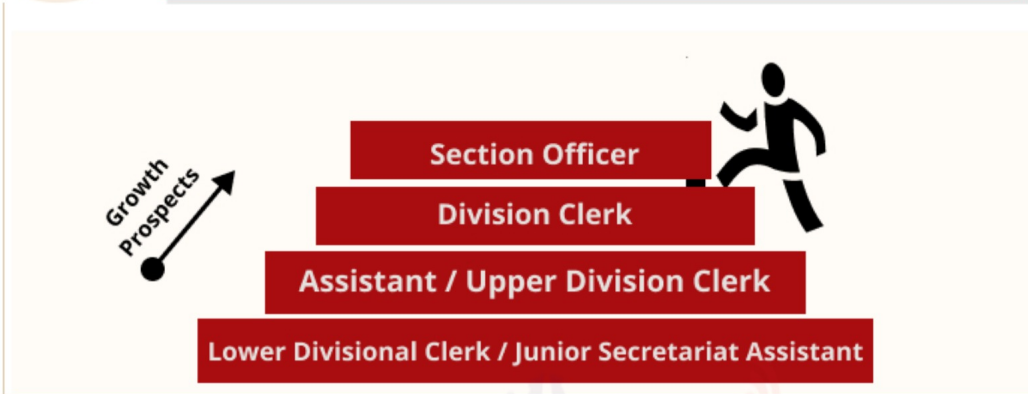 Growth
Prospects
Section Officer
Division Clerk
Assistant / Upper Division Clerk
Lower Divisional Clerk / Junior Secretariat Assistant